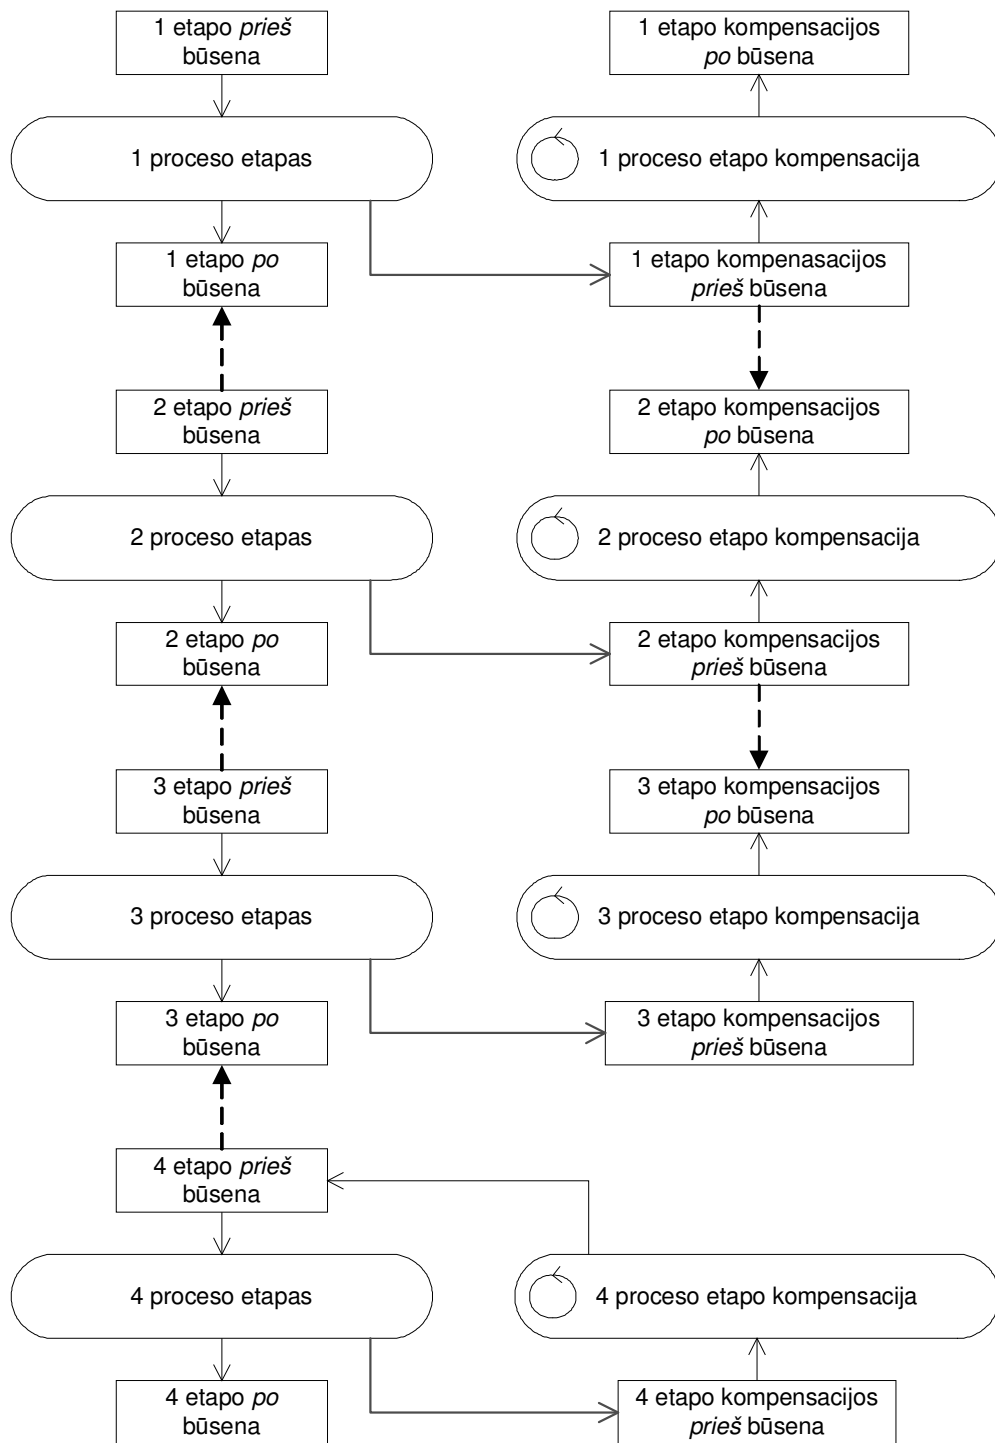 1 etapo prieš
būsena
1 etapo kompensacijos
po būsena
1 proceso etapas
1 proceso etapo kompensacija
1 etapo po
būsena
1 etapo kompenasacijos
prieš būsena
2 etapo prieš
būsena
2 etapo kompensacijos
po būsena
2 proceso etapas
2 proceso etapo kompensacija
2 etapo po
būsena
2 etapo kompensacijos
prieš būsena
3 etapo prieš
būsena
3 etapo kompensacijos
po būsena
3 proceso etapas
3 proceso etapo kompensacija
3 etapo po
būsena
3 etapo kompensacijos
prieš būsena
4 etapo prieš
būsena
4 proceso etapas
4 proceso etapo kompensacija
4 etapo po
būsena
4 etapo kompensacijos
prieš būsena